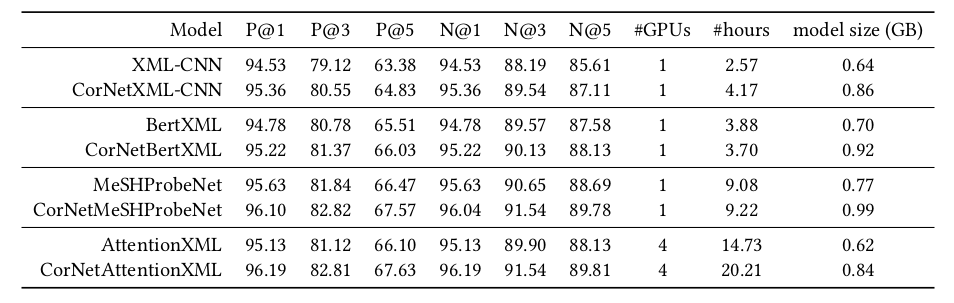 Model P@1 P@3 P@5 N@1 N@3 N@5 #GPUs #hours model size (GB)
XML-CNN 94.53 79.12 63.38 94.53 88.19 85.61 1 2.57 0.64
CorNetXML-CNN 95.36 80.55 64.83 95.36 89.54 87.11 1 4.17 0.86
BertXML 94.78 80.78 65.51 94.78 89.57 87.58 1 3.88 0.70
CorNetBertXML 95.22 81.37 66.03 95.22 90.13 88.13 1 3.70 0.92
MeSHProbeNet 95.63 81.84 66.47 95.63 90.65 88.69 1 9.08 0.77
CorNetMeSHProbeNet 96.10 82.82 67.57 96.04 91.54 89.78 1 9.22 0.99
AttentionXML 95.13 81.12 66.10 95.13 89.90 88.13 4 14.73 0.62
CorNetAttentionXML 96.19 82.81 67.63 96.19 91.54 89.81 4 20.21 0.84